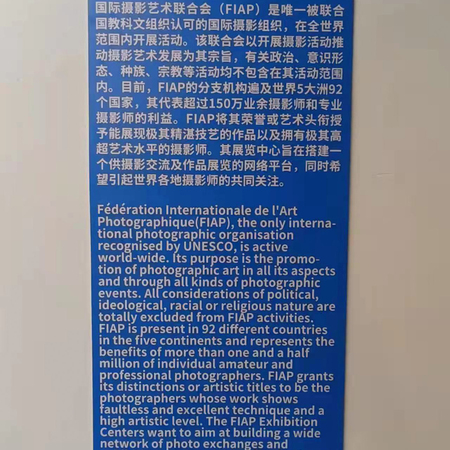 国际摄影艺术联合会（FIAP）是唯一被联合
国教科文组织认可的国际摄影组织，在全世界
范围内开展活动。该联合会以开展摄影活动推
动摄影艺术发展为其宗旨，有关政治、意识形
态、种族、宗教等活动均不包含在其活动范围
内。目前，FIAP的分支机构遍及世界5大洲92
个国家，其代表超过150万业余摄影师和专业
摄影师的利益。FIAP将其荣誉或艺术头衔授
予能展现极其精湛技艺的作品以及拥有极其高
超艺术水平的摄影师。其展览中心旨在搭建一
个供摄影交流及作品展览的网络平台，同时希
望引起世界各地摄影师的共同关注。
Fédération Internationale de l'Art
Photographique(FIAP), the only interna-
tional photographic organisation
recognised by UNESCO, is active
world-wide. Its purpose is the promo-
tion of photographic art in all its aspects
and through all kinds of photographic
events. All considerations of political,
ideological, racial or religious nature are
totally excluded from FIAP activities.
FIAP is present in 92 different countries
in the five continents and represents the
benefits of more than one and a half
million of individual amateur and
professional photographers. FIAP grants
its distinctions or artistic titles to be the
photographers whose work shows
faultless and excellent technique and a
high artistic level. The FIAP Exhibition
Centers want to aim at building a wide
network of photo exchanges and